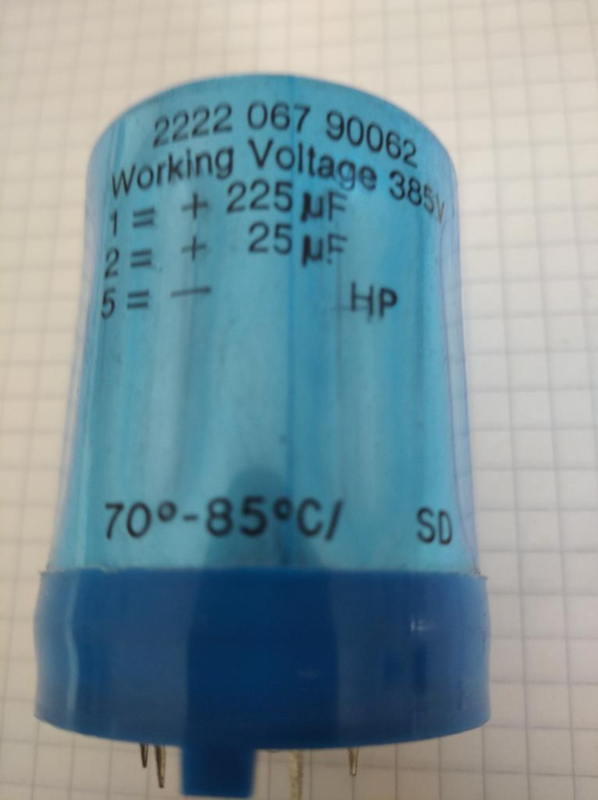 2222 067 90062
Working Voltage 385V
1 = + 225 µF
2 = + 25 µF
5 = — HP
70°-85°C/ SD